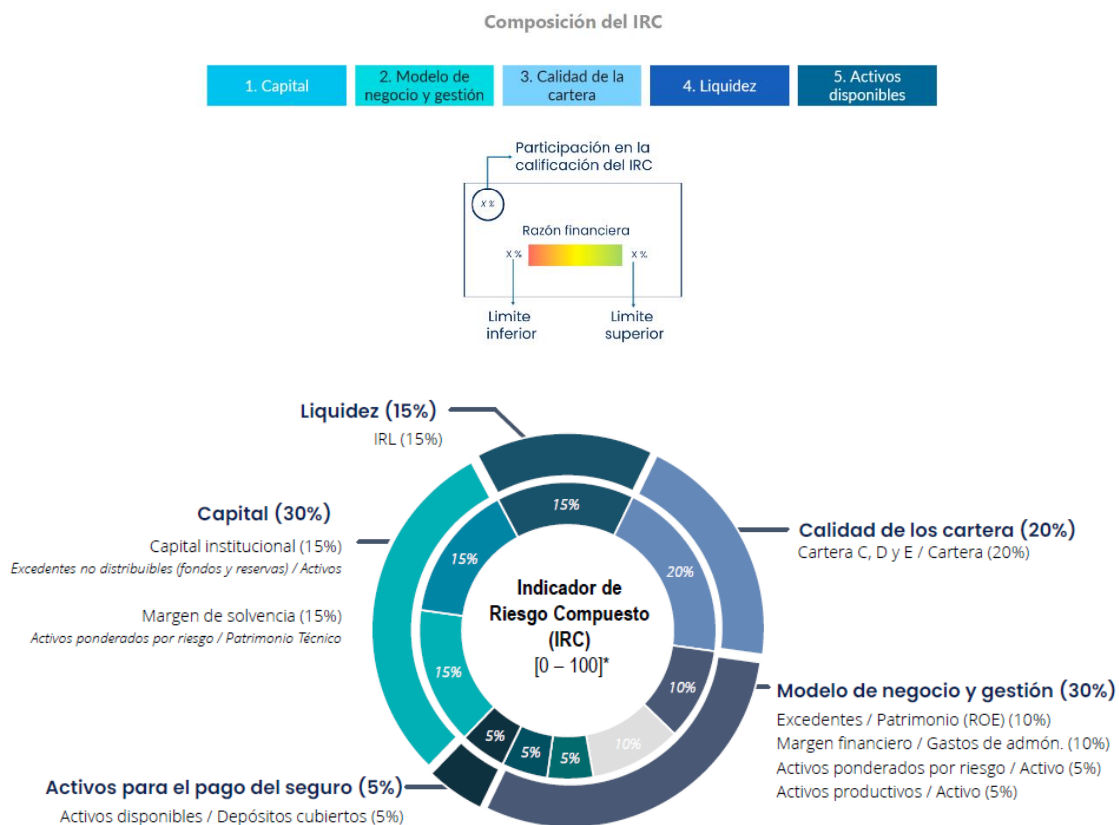 Composición del IRC
1. Capital
2. Modelo de
negocio y gestión
3. Calidad de la
cartera
4. Liquidez
5. Activos
disponibles
Participación en la
calificación del IRC
X %
Razón financiera
X %
X %
Limite
inferior
Limite
superior
Liquidez (15%)
IRL (15%)
Capital (30%)
Capital institucional (15%)
Excedentes no distribuibles (fondos y reservas) / Activos
Margen de solvencia (15%)
Activos ponderados por riesgo / Patrimonio Técnico
Calidad de los cartera (20%)
Cartera C, D y E / Cartera (20%)
15%
15%
20%
Indicador de
Riesgo Compuesto
(IRC)
[0 – 100]*
15%
10%
5%
5%
5%
10%
Modelo de negocio y gestión (30%)
Excedentes / Patrimonio (ROE) (10%)
Margen financiero / Gastos de admón. (10%)
Activos ponderados por riesgo / Activo (5%)
Activos productivos / Activo (5%)
Activos para el pago del seguro (5%)
Activos disponibles / Depósitos cubiertos (5%)